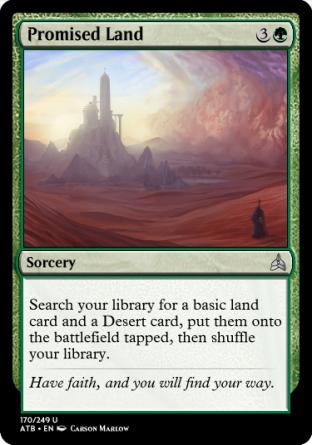 Promised Land 3
Sorcery
Search your library for a basic land
card and a Desert card, put them onto
the battlefield tapped, then shuffle
your library.
Have faith, and you will find your way.
170/249 U
ATB • EN Carson Marlow